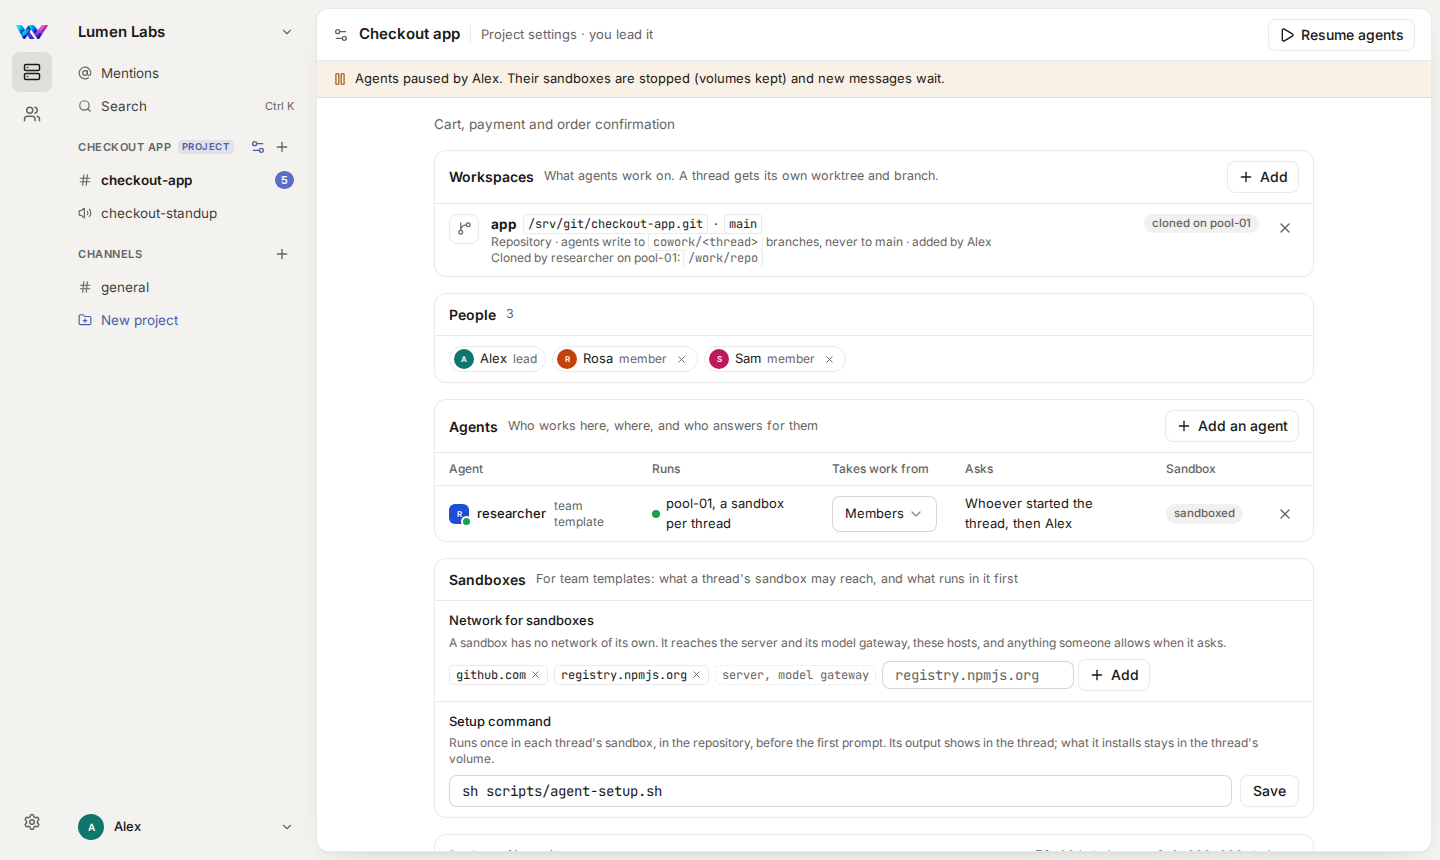 Lumen Labs
Mentions
Search Ctrl K
CHECKOUT APP PROJECT
# checkout-app 5
checkout-standup
CHANNELS
# general
New project
A Alex
Checkout app Project settings · you lead it Resume agents
Agents paused by Alex. Their sandboxes are stopped (volumes kept) and new messages wait.
Cart, payment and order confirmation
Workspaces What agents work on. A thread gets its own worktree and branch. Add
app /srv/git/checkout-app.git · main cloned on pool-01
Repository · agents write to cowork/<thread> branches, never to main · added by Alex
Cloned by researcher on pool-01: /work/repo
People 3
A Alex lead R Rosa member S Sam member
Agents Who works here, where, and who answers for them Add an agent
Agent Runs Takes work from Asks Sandbox
R researcher team template pool-01, a sandbox per thread Members Whoever started the thread, then Alex sandboxed
Sandboxes For team templates: what a thread's sandbox may reach, and what runs in it first
Network for sandboxes
A sandbox has no network of its own. It reaches the server and its model gateway, these hosts, and anything someone allows when it asks.
github.com registry.npmjs.org server, model gateway registry.npmjs.org Add
Setup command
Runs once in each thread's sandbox, in the repository, before the first prompt. Its output shows in the thread; what it installs stays in the thread's
volume.
sh scripts/agent-setup.sh Save